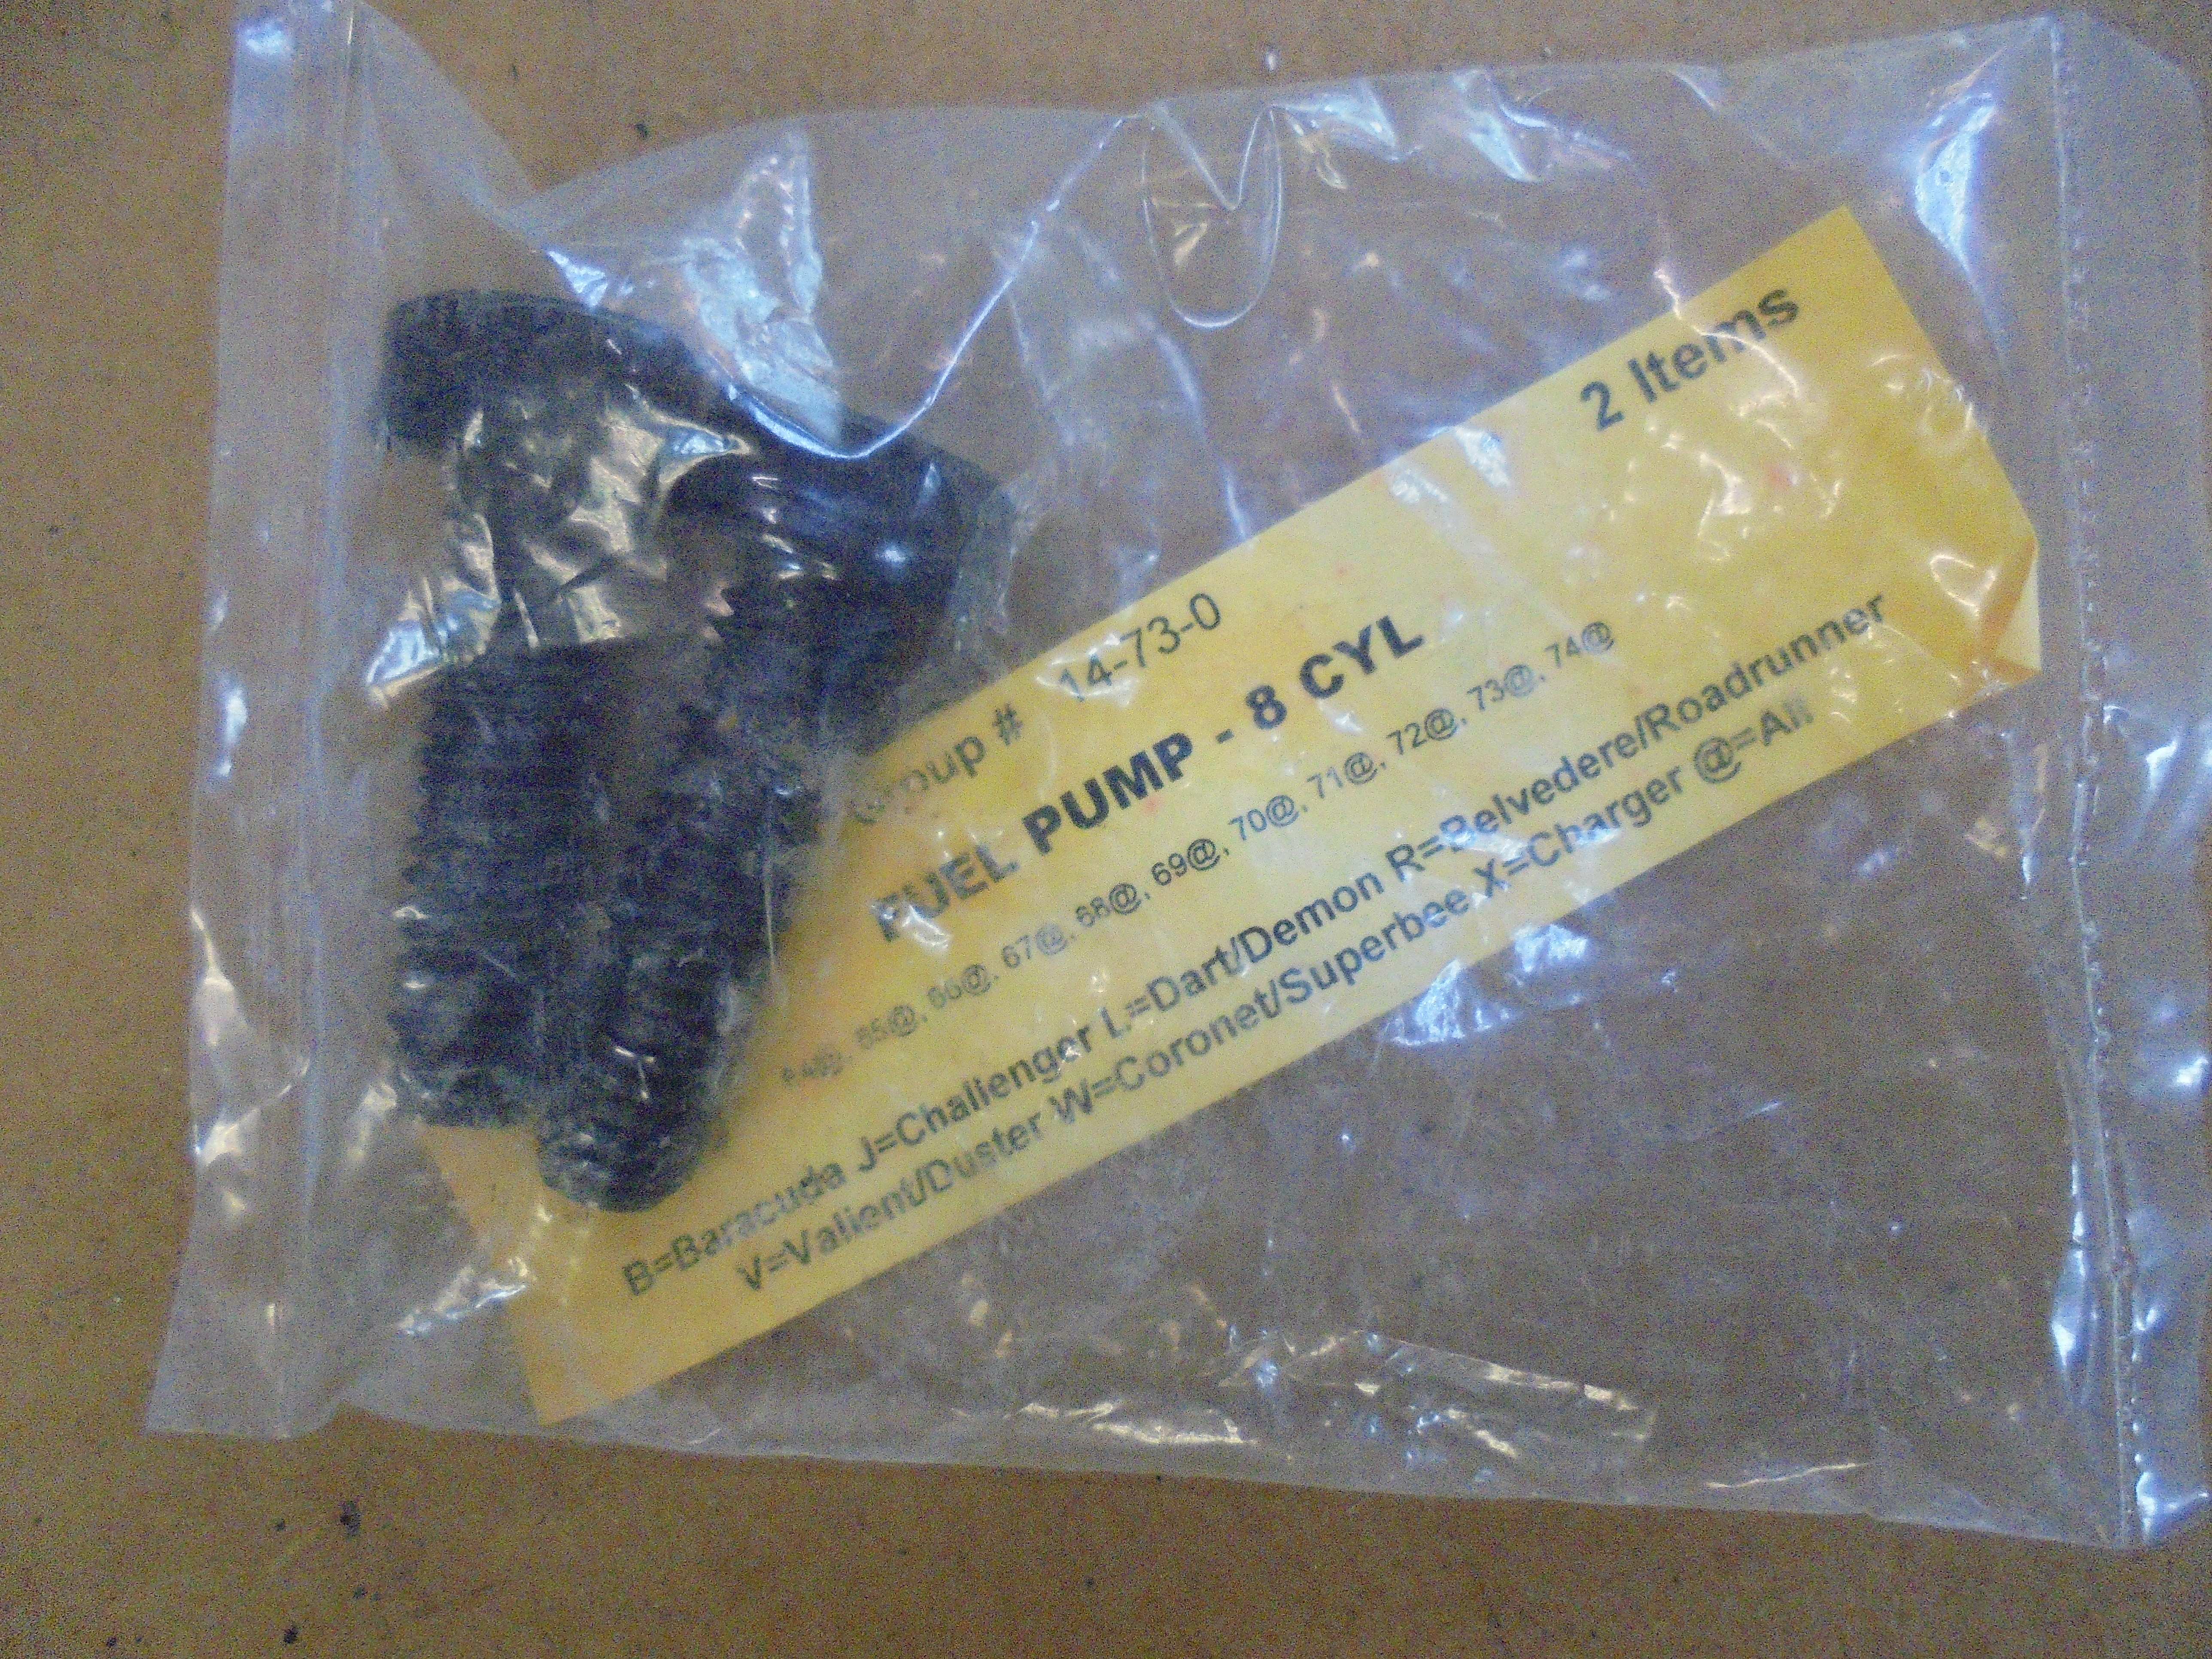 2 Items
Group # 14-73-0
FUEL PUMP - 8 CYL
64@, 65@, 66@, 67@, 68@, 69@, 70@, 71@, 72@, 73@, 74@
B=Baracuda J=Challenger L=Dart/Demon R=Belvedere/Roadrunner
V=Valient/Duster W=Coronet/Superbee X=Charger @=All